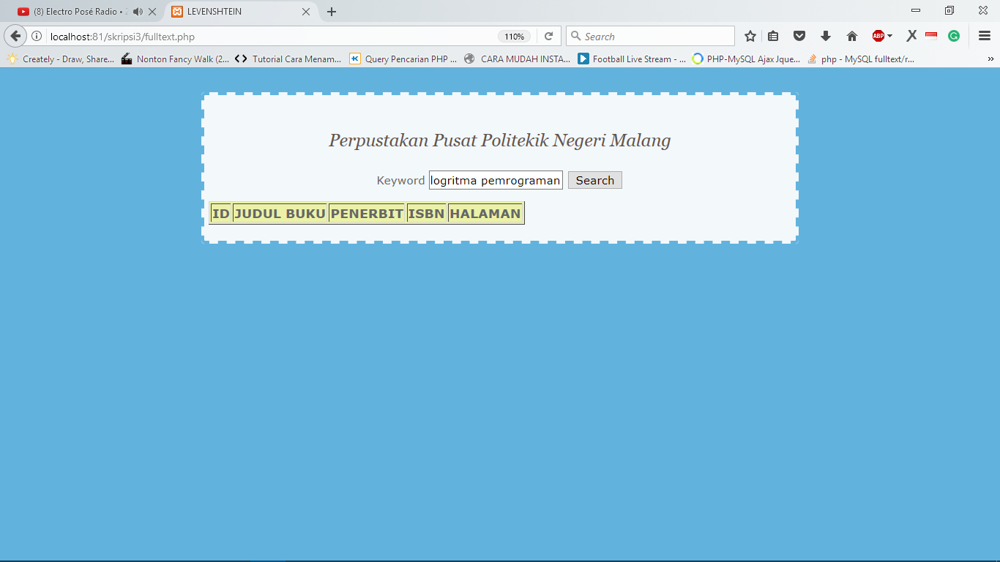 (8) Electro Posé Radio • 2
LEVENSHTEIN
localhost:81/skripsi3/fulltext.php
110%
Search
ABP
Creately - Draw, Share...
Nonton Fancy Walk (2...
Tutorial Cara Menam...
Query Pencarian PHP ...
CARA MUDAH INSTA...
Football Live Stream - ...
PHP-MySQL Ajax Jque...
php - MySQL fulltext/r...
Perpustakan Pusat Politekik Negeri Malang
Keyword logritma pemrograman Search
ID JUDUL BUKU PENERBIT ISBN HALAMAN